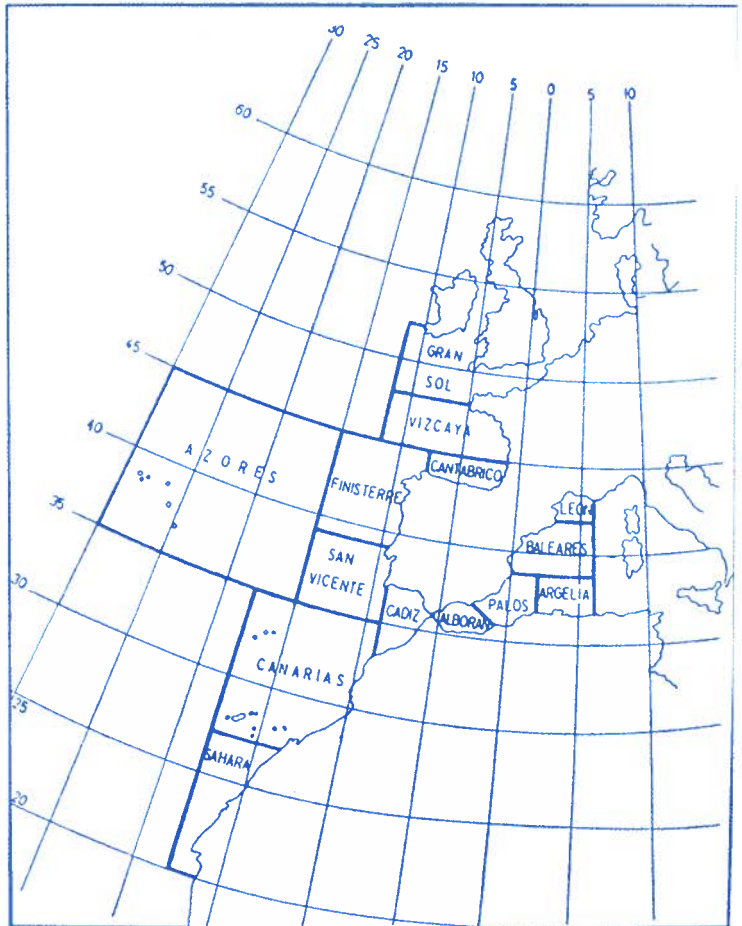 30 25 20 15 10 5 0 5 10
60
55
50
45
40
35
30
25
20
GRAN
SOL
VIZCAYA
CANTABRICO
AZORES
FINISTERRE
LEON
BALEARES
SAN
VICENTE
CADIZ
ALBORAN
PALOS
ARGELIA
CANARIAS
SAHARA